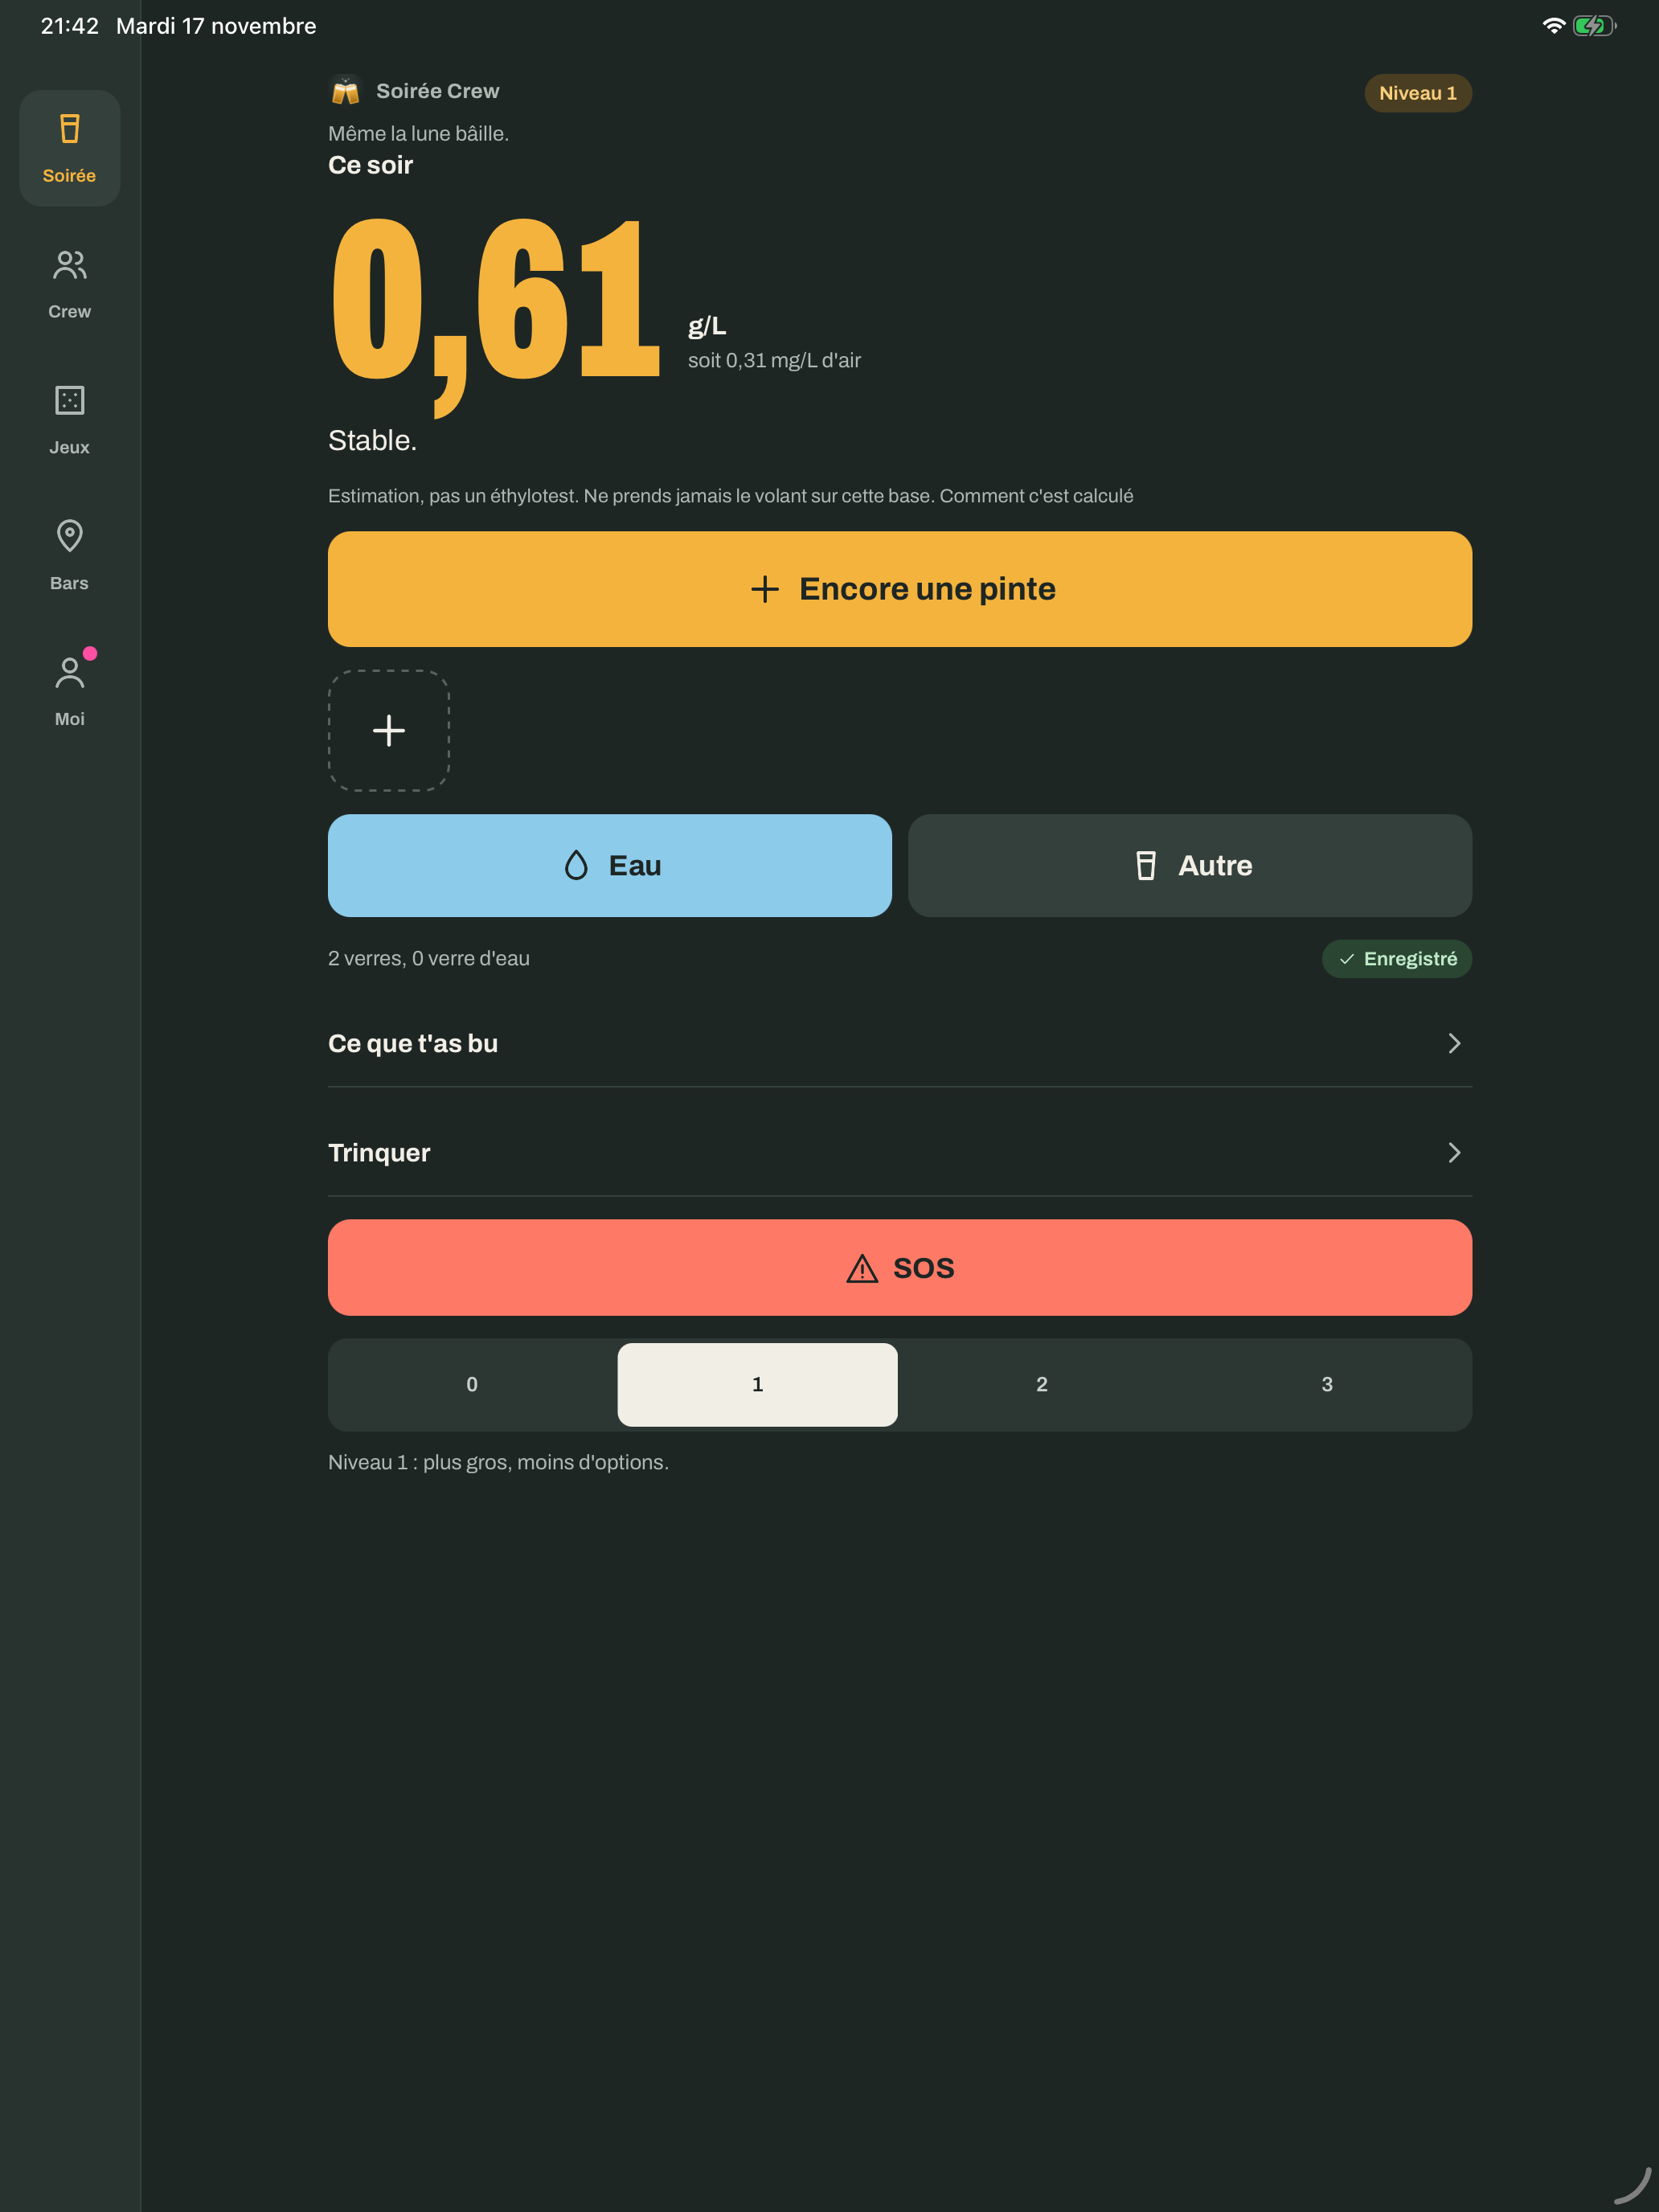 21:42 Mardi 17 novembre
Soirée Crew
Niveau 1
Même la lune bâille.
Ce soir
0,61
g/L
soit 0,31 mg/L d'air
Stable.
Estimation, pas un éthylotest. Ne prends jamais le volant sur cette base. Comment c'est calculé
Encore une pinte
Eau
Autre
2 verres, 0 verre d'eau
Enregistré
Ce que t'as bu
Trinquer
SOS
0
1
2
3
Niveau 1 : plus gros, moins d'options.
Soirée
Crew
Jeux
Bars
Moi